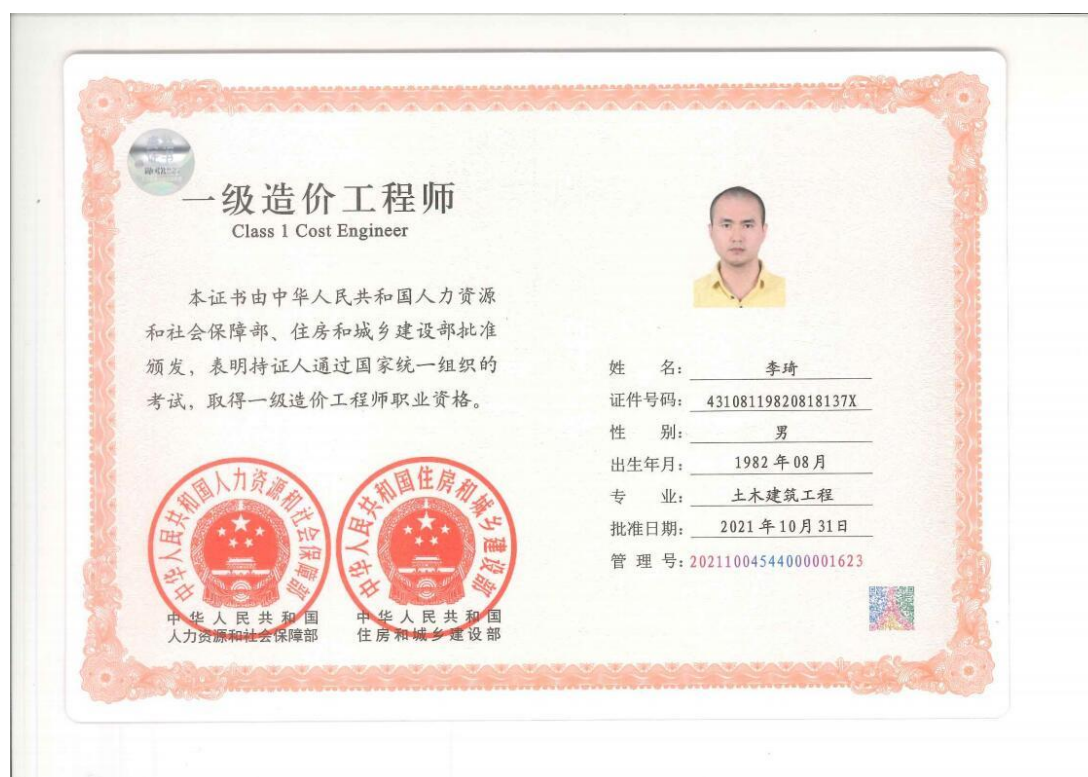 一级造价工程师
Class 1 Cost Engineer
本证书由中华人民共和国人力资源
和社会保障部、住房和城乡建设部批准
颁发，表明持证人通过国家统一组织的
考试，取得一级造价工程师职业资格。
中华人民共和国人力资源和社会保障部
中华人民共和国
人力资源和社会保障部
中华人民共和国住房和城乡建设部
中华人民共和国
住房和城乡建设部
姓 名： 李琦
证件号码： 43108119820818137X
性 别： 男
出生年月： 1982年08月
专 业： 土木建筑工程
批准日期： 2021年10月31日
管 理 号：20211004544000001623